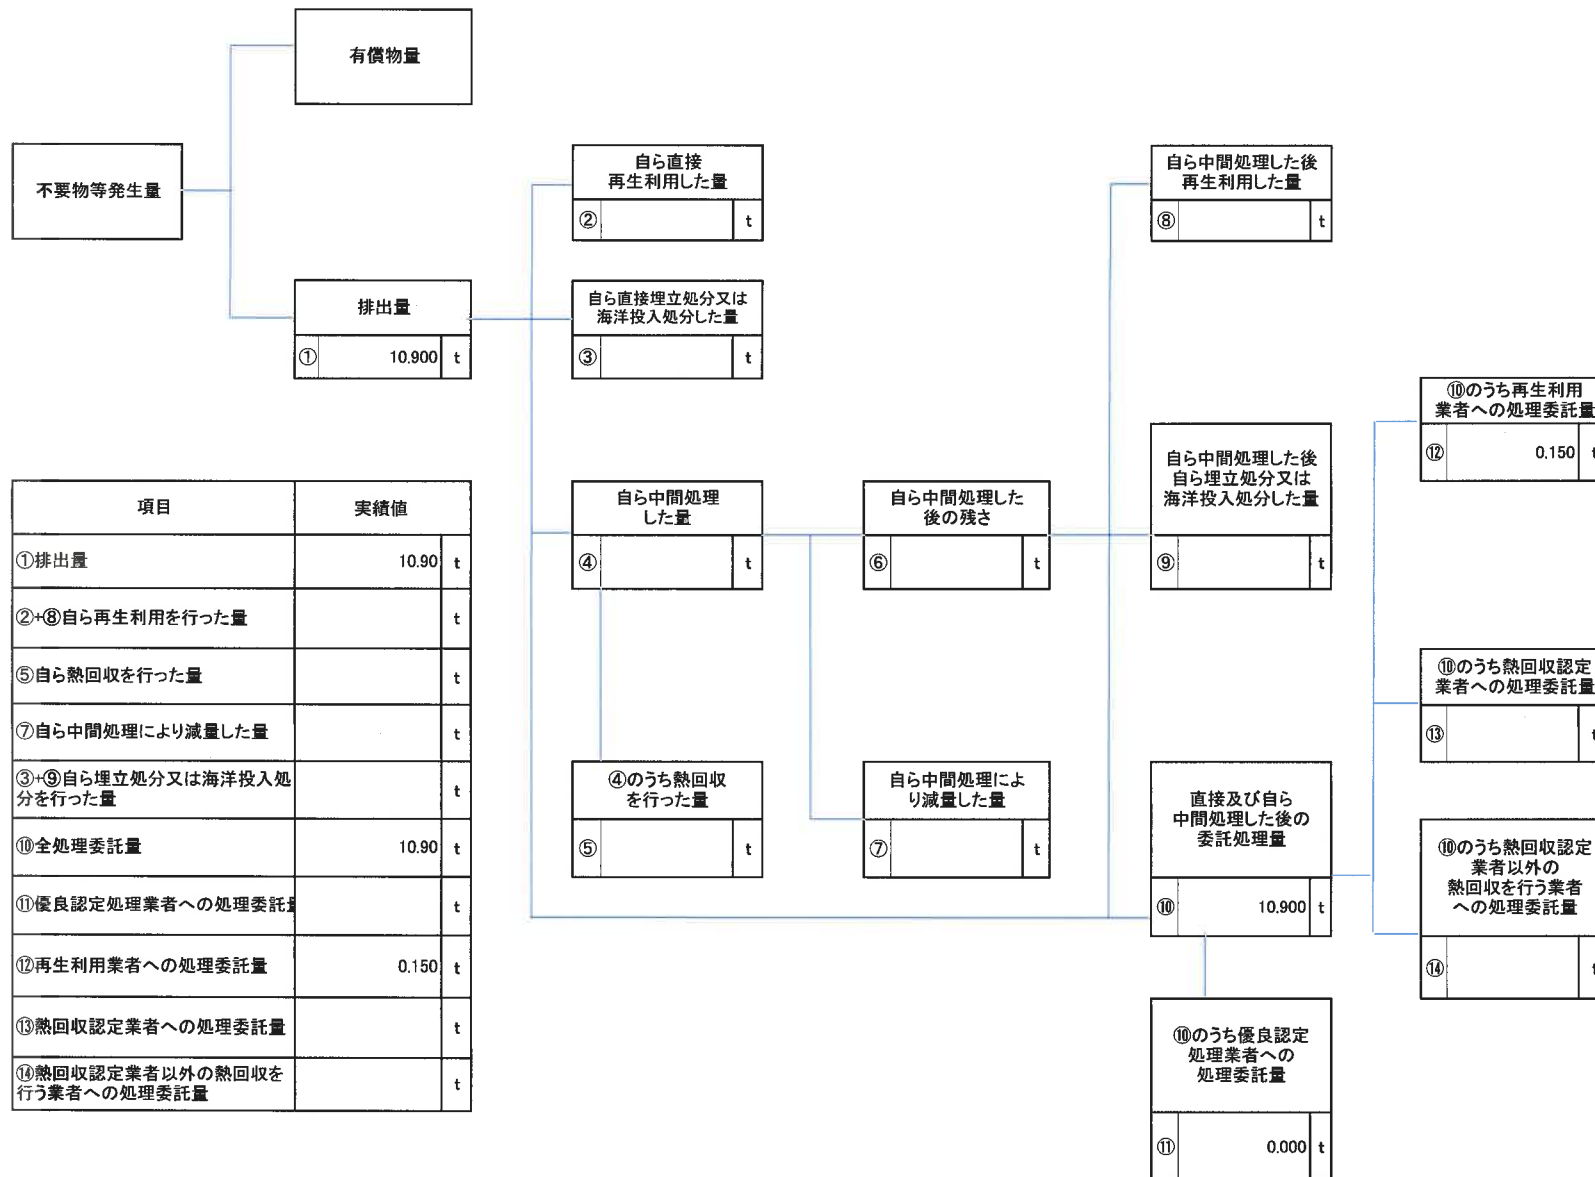 有償物量
不要物等発生量
排出量
① 10.900 t
自ら直接
再生利用した量
② t
自ら直接埋立処分又は
海洋投入処分した量
③ t
自ら中間処理
した量
④ t
④のうち熱回収
を行った量
⑤ t
自ら中間処理した
後の残さ
⑥ t
自ら中間処理によ
り減量した量
⑦ t
自ら中間処理した後
再生利用した量
⑧ t
自ら中間処理した後
自ら埋立処分又は
海洋投入処分した量
⑨ t
直接及び自ら
中間処理した後の
委託処理量
⑩ 10.900 t
⑩のうち優良認定
処理業者への
処理委託量
⑪ 0.000 t
⑩のうち再生利用
業者への処理委託量
⑫ 0.150 t
⑩のうち熱回収認定
業者への処理委託量
⑬ t
⑩のうち熱回収認定
業者以外の
熱回収を行う業者
への処理委託量
⑭ t
項目 実績値
①排出量 10.90 t
②+⑧自ら再生利用を行った量 t
⑤自ら熱回収を行った量 t
⑦自ら中間処理により減量した量 t
③+⑨自ら埋立処分又は海洋投入処
分を行った量 t
⑩全処理委託量 10.90 t
⑪優良認定処理業者への処理委託量 t
⑫再生利用業者への処理委託量 0.150 t
⑬熱回収認定業者への処理委託量 t
⑭熱回収認定業者以外の熱回収を
行う業者への処理委託量 t